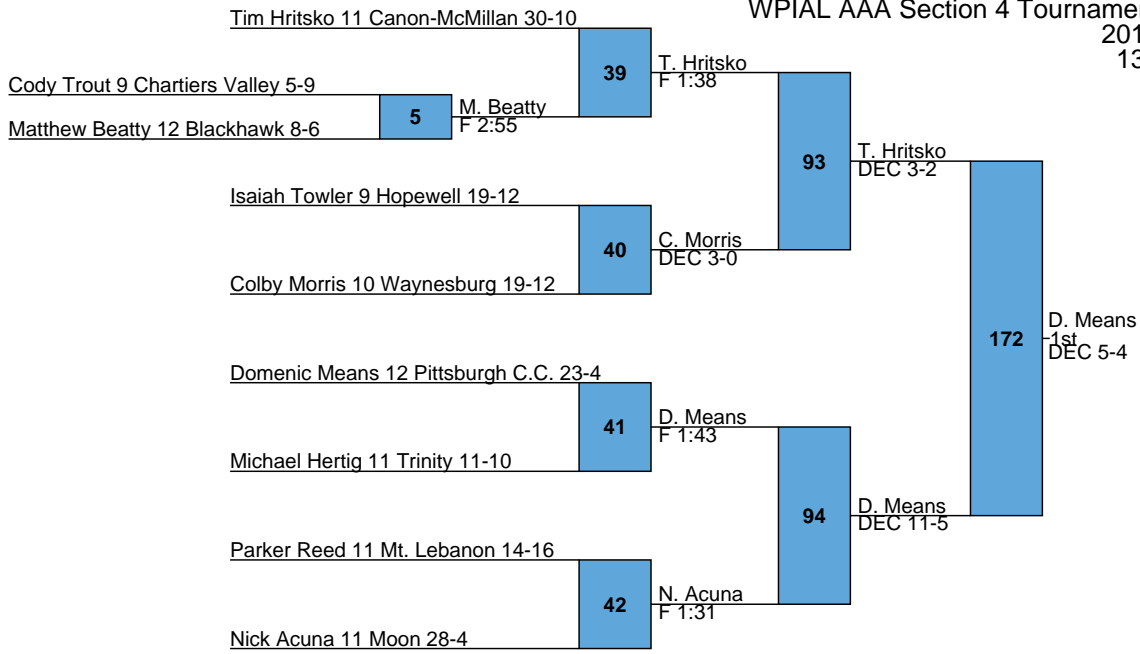 WPIAL AAA Section 4 Tournamen
201
13
Tim Hritsko 11 Canon-McMillan 30-10
39
T. Hritsko
F 1:38
Cody Trout 9 Chartiers Valley 5-9
5
M. Beatty
F 2:55
Matthew Beatty 12 Blackhawk 8-6
93
T. Hritsko
DEC 3-2
Isaiah Towler 9 Hopewell 19-12
40
C. Morris
DEC 3-0
Colby Morris 10 Waynesburg 19-12
172
D. Means
1st
DEC 5-4
Domenic Means 12 Pittsburgh C.C. 23-4
41
D. Means
F 1:43
Michael Hertig 11 Trinity 11-10
94
D. Means
DEC 11-5
Parker Reed 11 Mt. Lebanon 14-16
42
N. Acuna
F 1:31
Nick Acuna 11 Moon 28-4